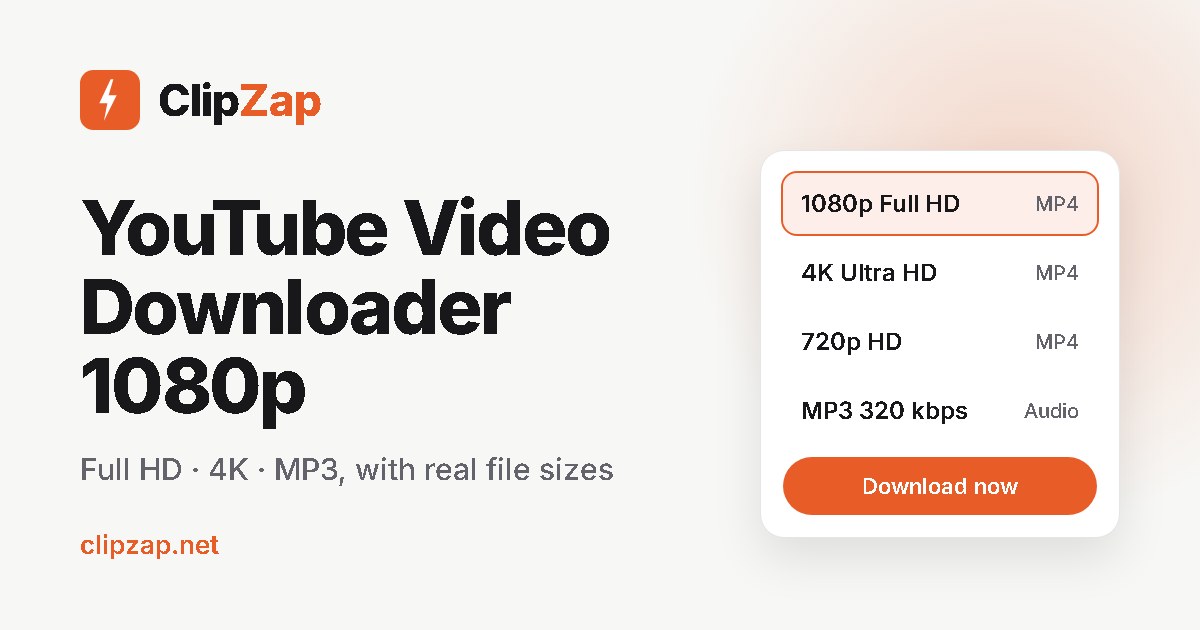 ClipZap
YouTube Video
Downloader
1080p
Full HD · 4K · MP3, with real file sizes
clipzap.net
1080p Full HD MP4
4K Ultra HD MP4
720p HD MP4
MP3 320 kbps Audio
Download now